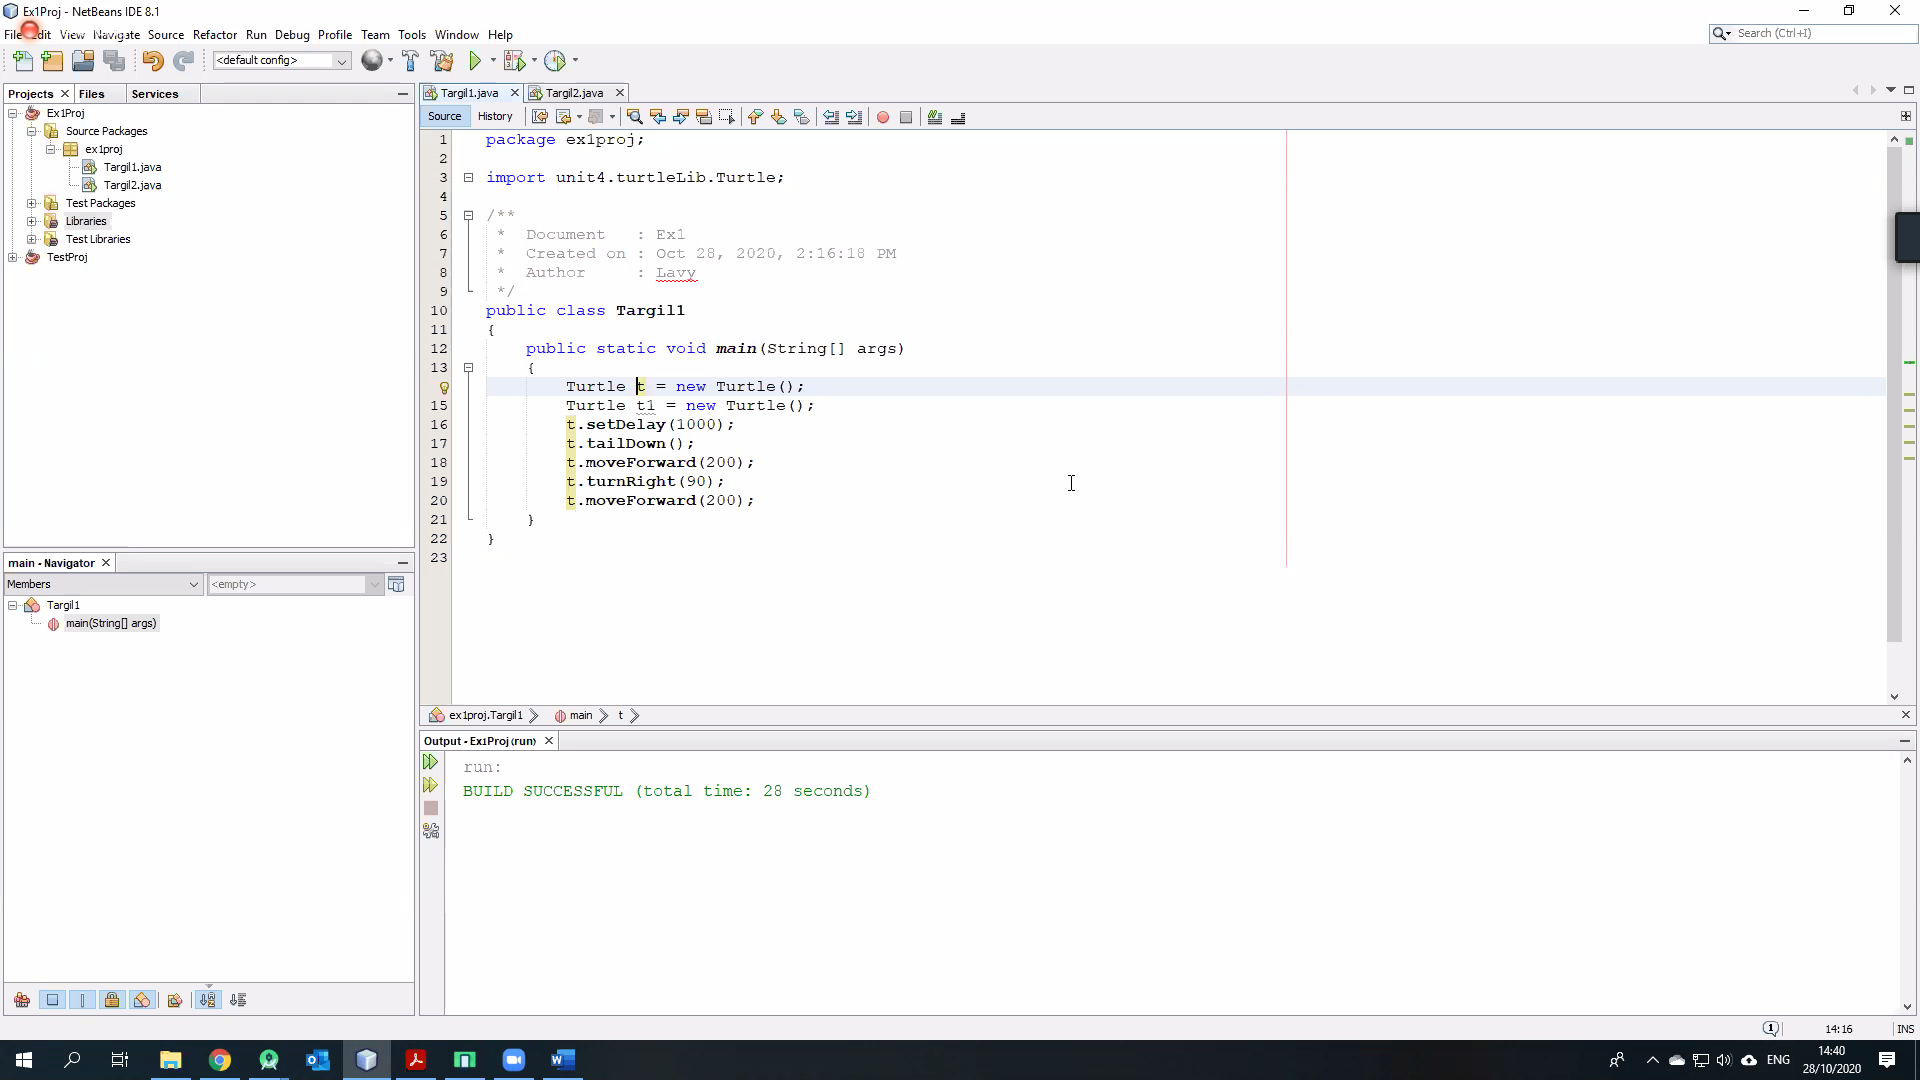 Ex1Proj - NetBeans IDE 8.1
File Edit View Navigate Source Refactor Run Debug Profile Team Tools Window Help
Search (Ctrl+I)
<default config>
Projects Files Services
Targil1.java Targil2.java
Source History
Ex1Proj
Source Packages
ex1proj
Targil1.java
Targil2.java
Test Packages
Libraries
Test Libraries
TestProj
1 package ex1proj;
2
3 import unit4.turtleLib.Turtle;
4
5 /**
6 * Document : Ex1
7 * Created on : Oct 28, 2020, 2:16:18 PM
8 * Author : Lavy
9 */
10 public class Targil1
11 {
12 public static void main(String[] args)
13 {
Turtle t = new Turtle();
15 Turtle t1 = new Turtle();
16 t.setDelay(1000);
17 t.tailDown();
18 t.moveForward(200);
19 t.turnRight(90);
20 t.moveForward(200);
21 }
22 }
23
main - Navigator
Members <empty>
Targil1
main(String[] args)
ex1proj.Targil1 main t
Output - Ex1Proj (run)
run:
BUILD SUCCESSFUL (total time: 28 seconds)
1 14:16 INS
ENG
14:40
28/10/2020